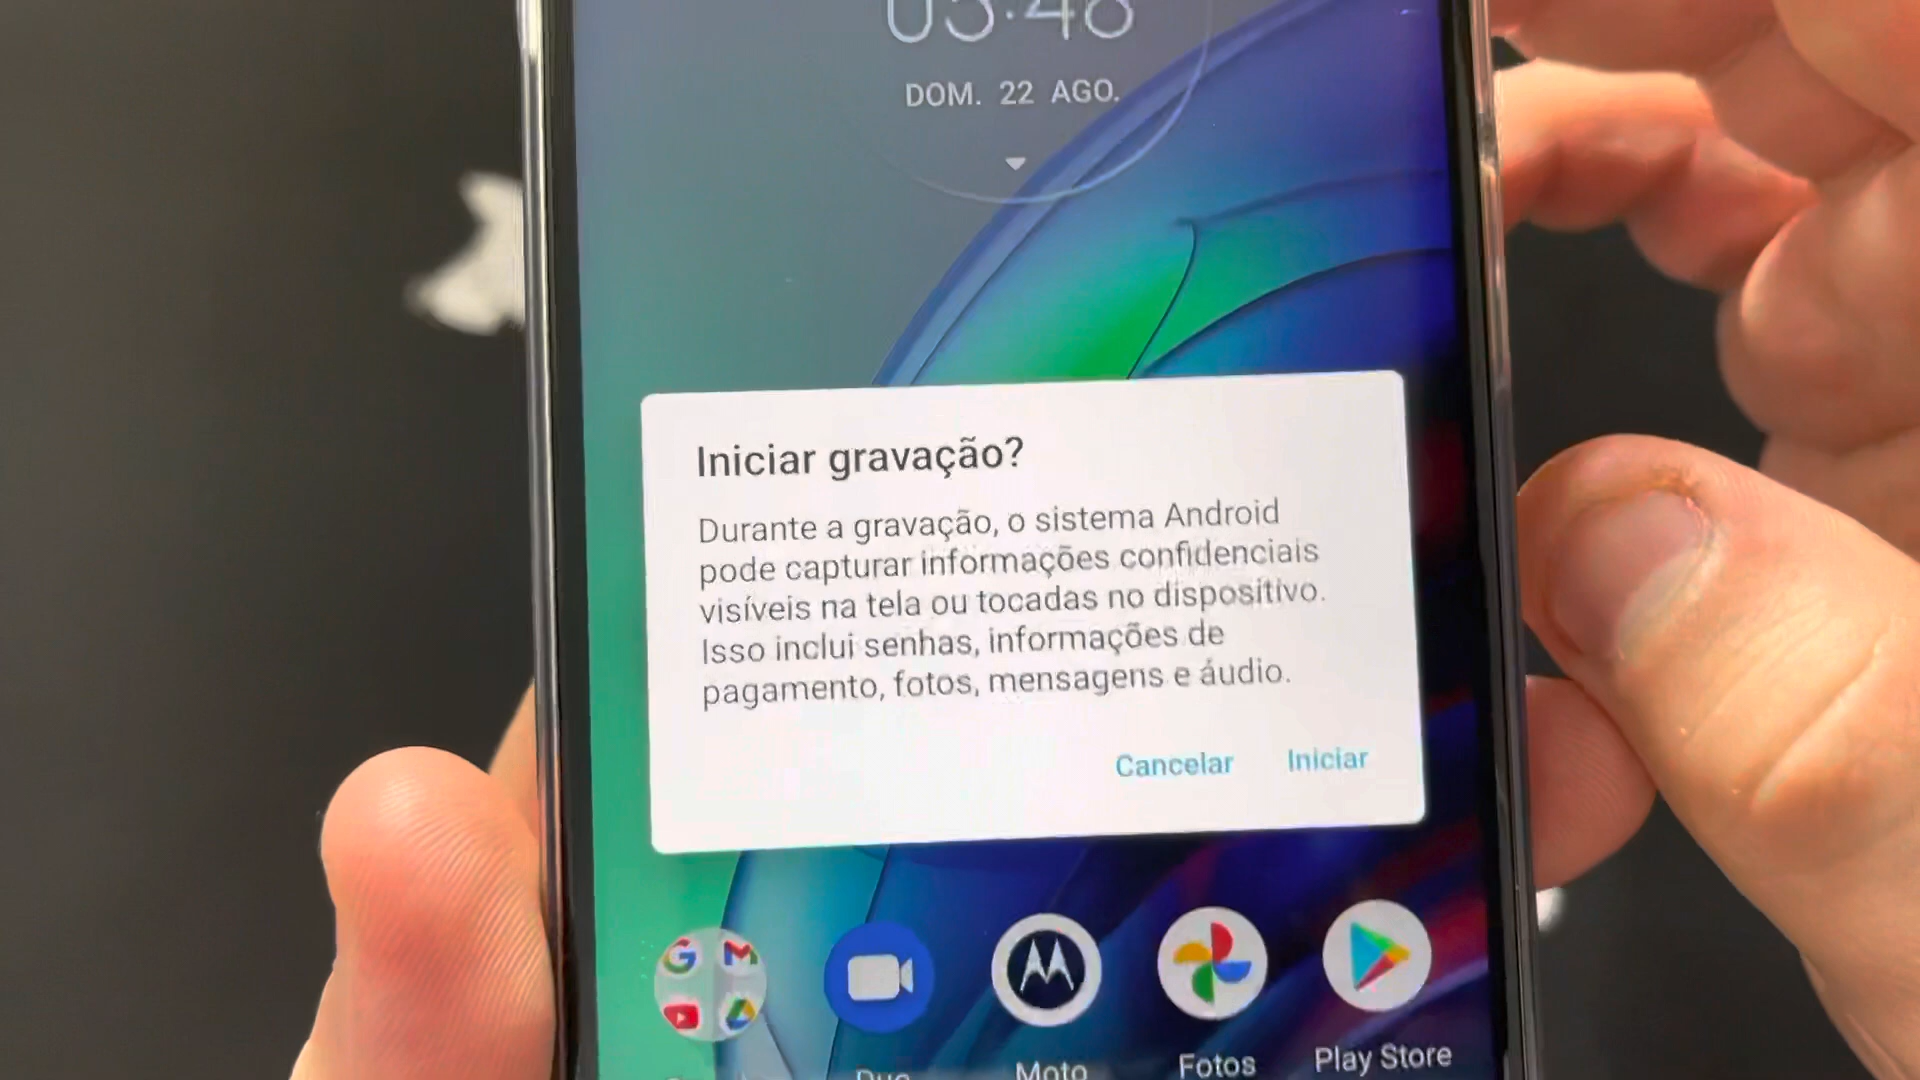 DOM. 22 AGO.
Iniciar gravação?
Durante a gravação, o sistema Android
pode capturar informações confidenciais
visíveis na tela ou tocadas no dispositivo.
Isso inclui senhas, informações de
pagamento, fotos, mensagens e áudio.
Cancelar Iniciar
Moto Fotos Play Store